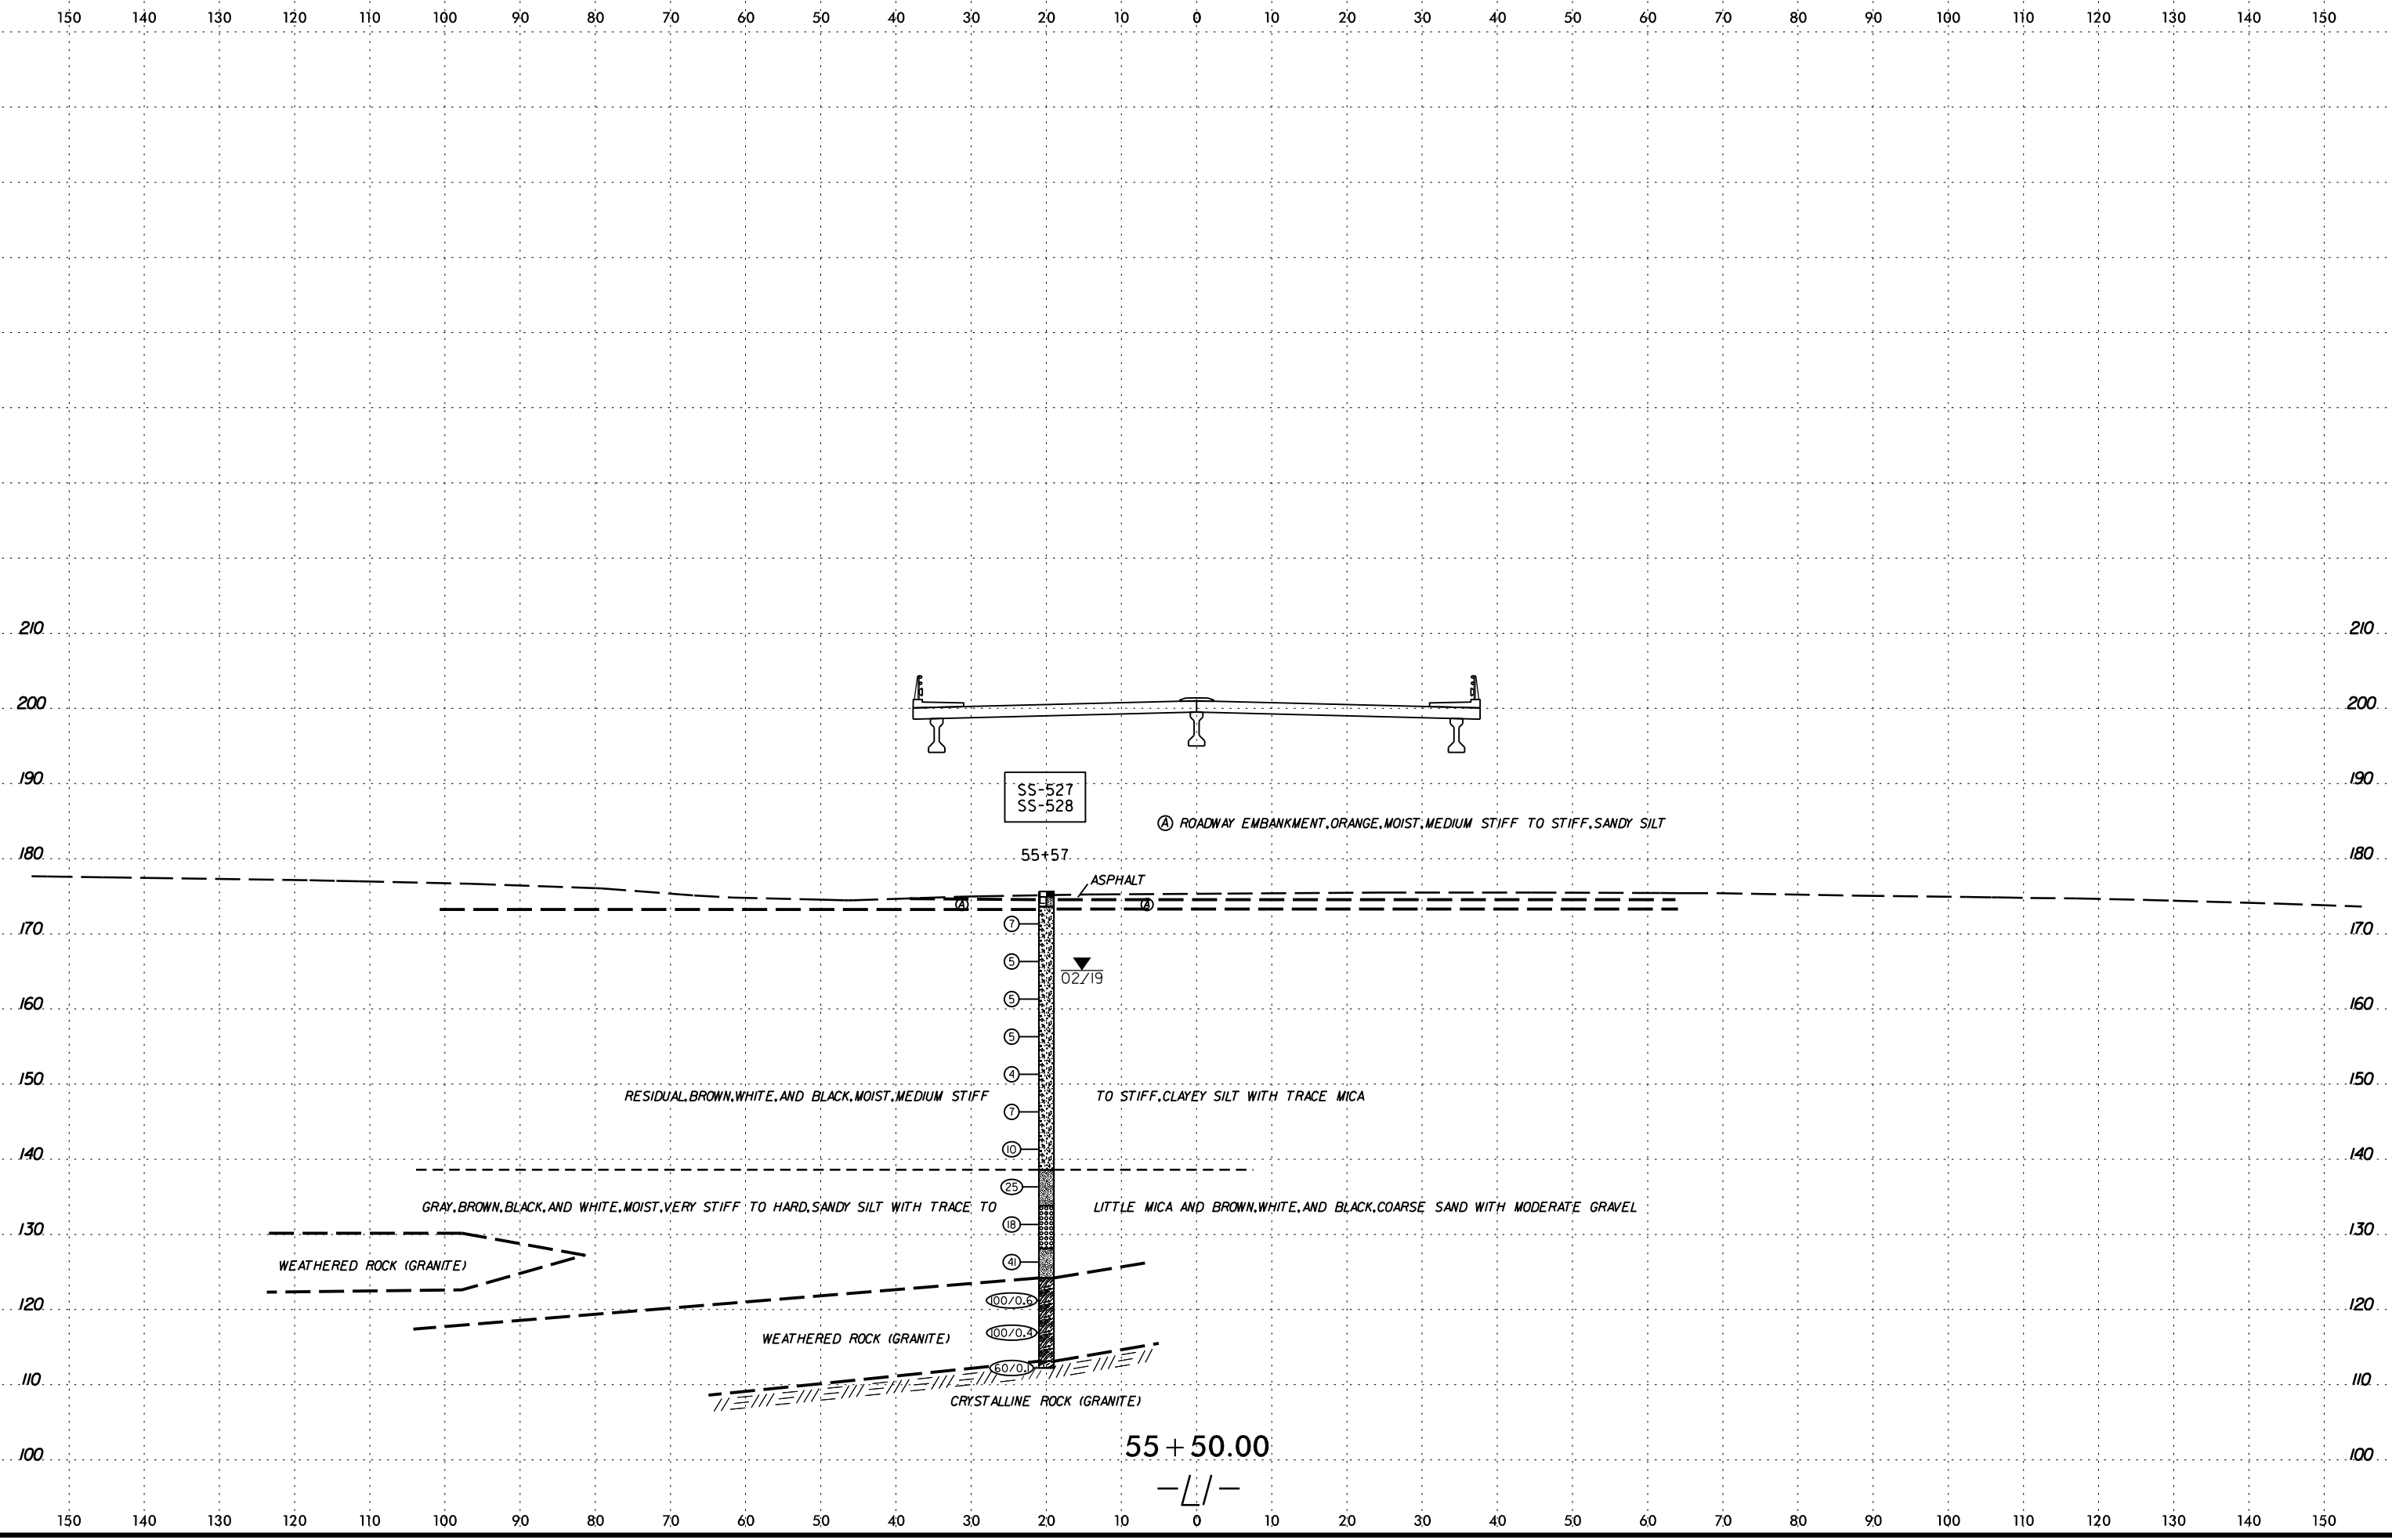 150 140 130 120 110 100 90 80 70 60 50 40 30 20 10 0 10 20 30 40 50 60 70 80 90 100 110 120 130 140 150
210 210
200 200
190 190
SS-527
SS-528
Ⓐ ROADWAY EMBANKMENT,ORANGE,MOIST,MEDIUM STIFF TO STIFF,SANDY SILT
180 180
55+57
ASPHALT
Ⓐ Ⓐ
7
170 170
5
02/19
5
160 160
5
4
150 150
RESIDUAL,BROWN,WHITE,AND BLACK,MOIST,MEDIUM STIFF TO STIFF,CLAYEY SILT WITH TRACE MICA
7
10
140 140
25
GRAY,BROWN,BLACK,AND WHITE,MOIST,VERY STIFF TO HARD,SANDY SILT WITH TRACE TO LITTLE MICA AND BROWN,WHITE,AND BLACK,COARSE SAND WITH MODERATE GRAVEL
18
130 130
WEATHERED ROCK (GRANITE)
41
100/0.6
120 120
100/0.4
WEATHERED ROCK (GRANITE)
60/0.1
110 110
CRYSTALLINE ROCK (GRANITE)
55+50.00
100 100
-L-
150 140 130 120 110 100 90 80 70 60 50 40 30 20 10 0 10 20 30 40 50 60 70 80 90 100 110 120 130 140 150